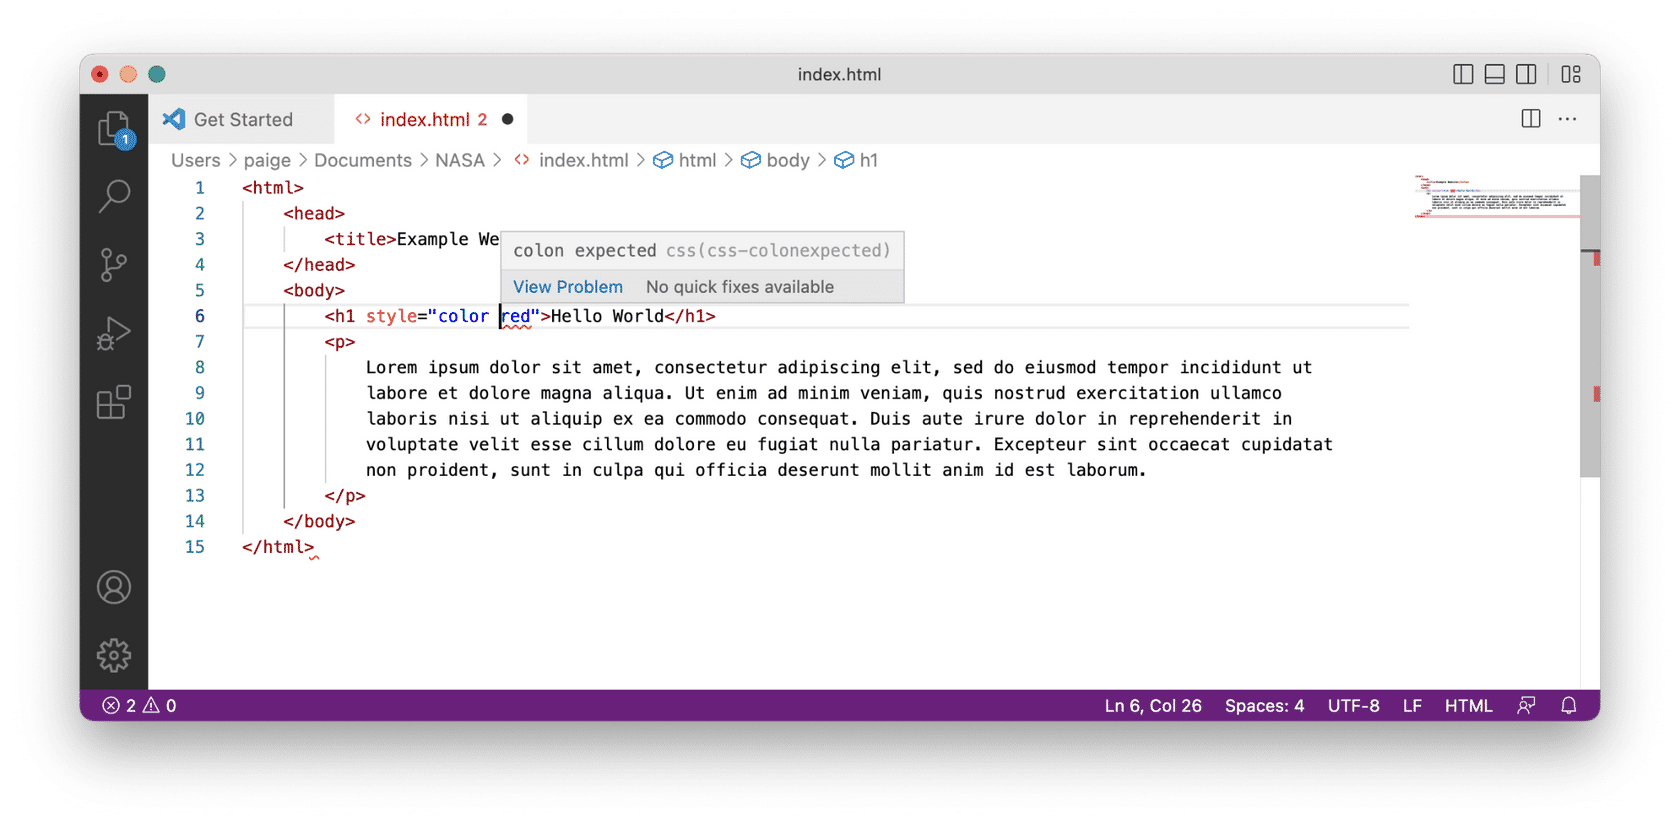 index.html
Get Started
index.html 2
Users > paige > Documents > NASA > index.html > html > body > h1
1
1 <html>
2 <head>
3 <title>Example We
colon expected css(css-colonexpected)
View Problem No quick fixes available
4 </head>
5 <body>
6 <h1 style="color red">Hello World</h1>
7 <p>
8 Lorem ipsum dolor sit amet, consectetur adipiscing elit, sed do eiusmod tempor incididunt ut
9 labore et dolore magna aliqua. Ut enim ad minim veniam, quis nostrud exercitation ullamco
10 laboris nisi ut aliquip ex ea commodo consequat. Duis aute irure dolor in reprehenderit in
11 voluptate velit esse cillum dolore eu fugiat nulla pariatur. Excepteur sint occaecat cupidatat
12 non proident, sunt in culpa qui officia deserunt mollit anim id est laborum.
13 </p>
14 </body>
15 </html>
2 0 Ln 6, Col 26 Spaces: 4 UTF-8 LF HTML